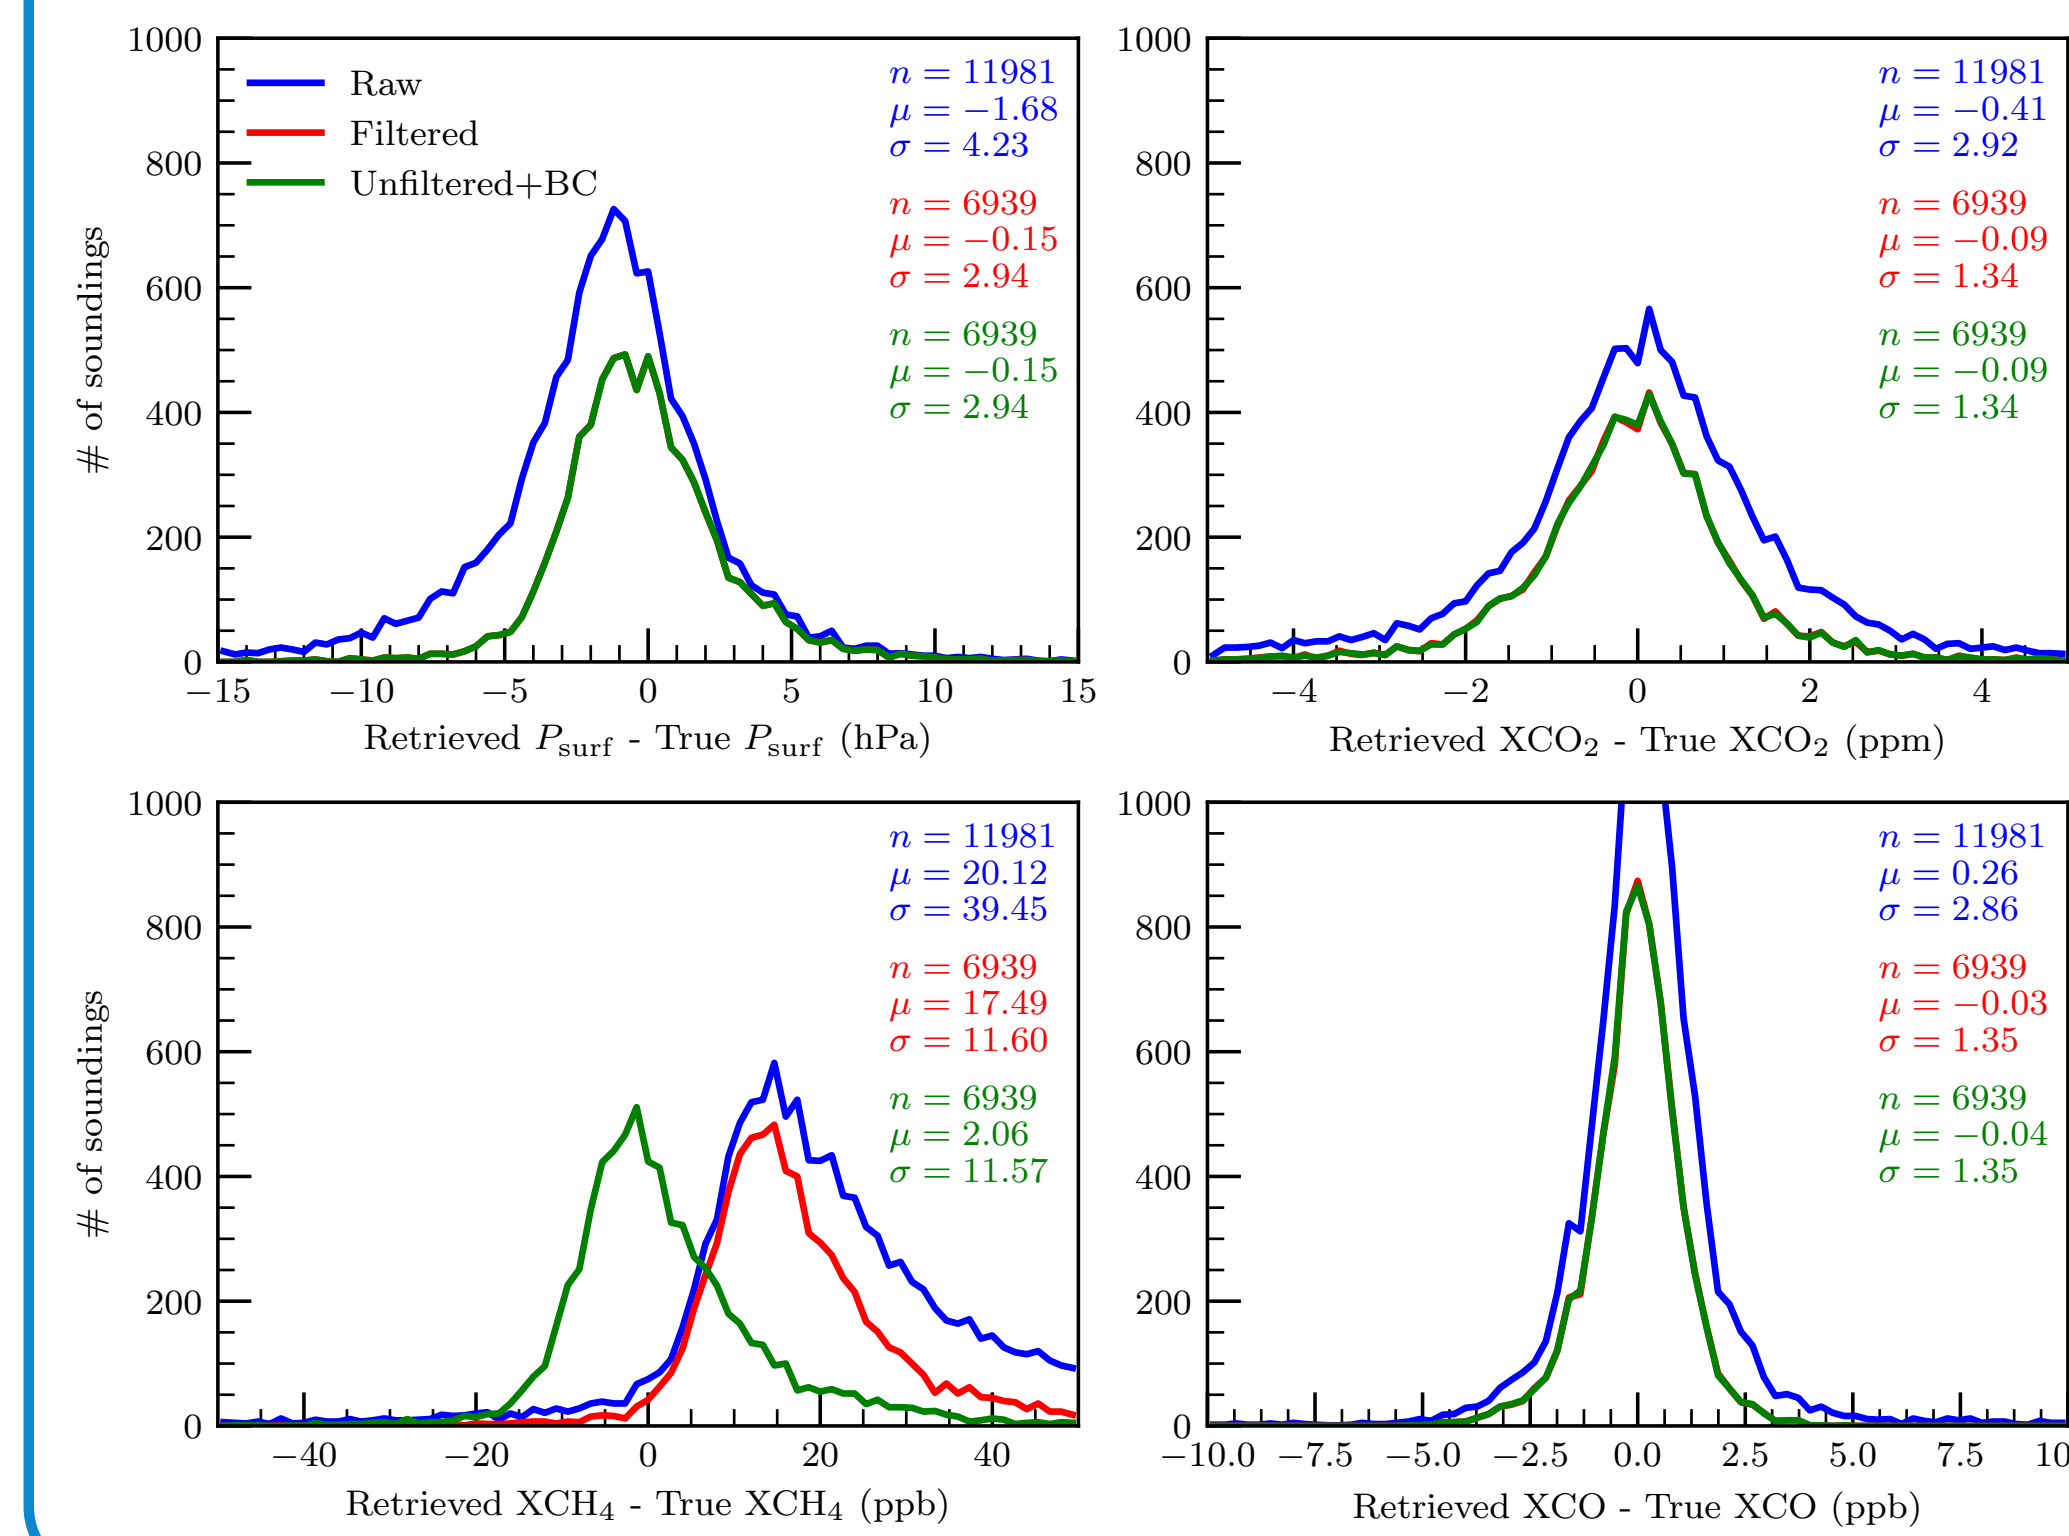 1000
800
600
400
200
0
# of soundings
Raw
Filtered
Unfiltered+BC
n = 11981
μ = −1.68
σ = 4.23
n = 6939
μ = −0.15
σ = 2.94
n = 6939
μ = −0.15
σ = 2.94
−15 −10 −5 0 5 10 15
Retrieved P_surf - True P_surf (hPa)
1000
800
600
400
200
0
n = 11981
μ = −0.41
σ = 2.92
n = 6939
μ = −0.09
σ = 1.34
n = 6939
μ = −0.09
σ = 1.34
−4 −2 0 2 4
Retrieved XCO₂ - True XCO₂ (ppm)
1000
800
600
400
200
0
# of soundings
n = 11981
μ = 20.12
σ = 39.45
n = 6939
μ = 17.49
σ = 11.60
n = 6939
μ = 2.06
σ = 11.57
−40 −20 0 20 40
Retrieved XCH₄ - True XCH₄ (ppb)
1000
800
600
400
200
0
n = 11981
μ = 0.26
σ = 2.86
n = 6939
μ = −0.03
σ = 1.35
n = 6939
μ = −0.04
σ = 1.35
−10.0 −7.5 −5.0 −2.5 0.0 2.5 5.0 7.5
Retrieved XCO - True XCO (ppb)